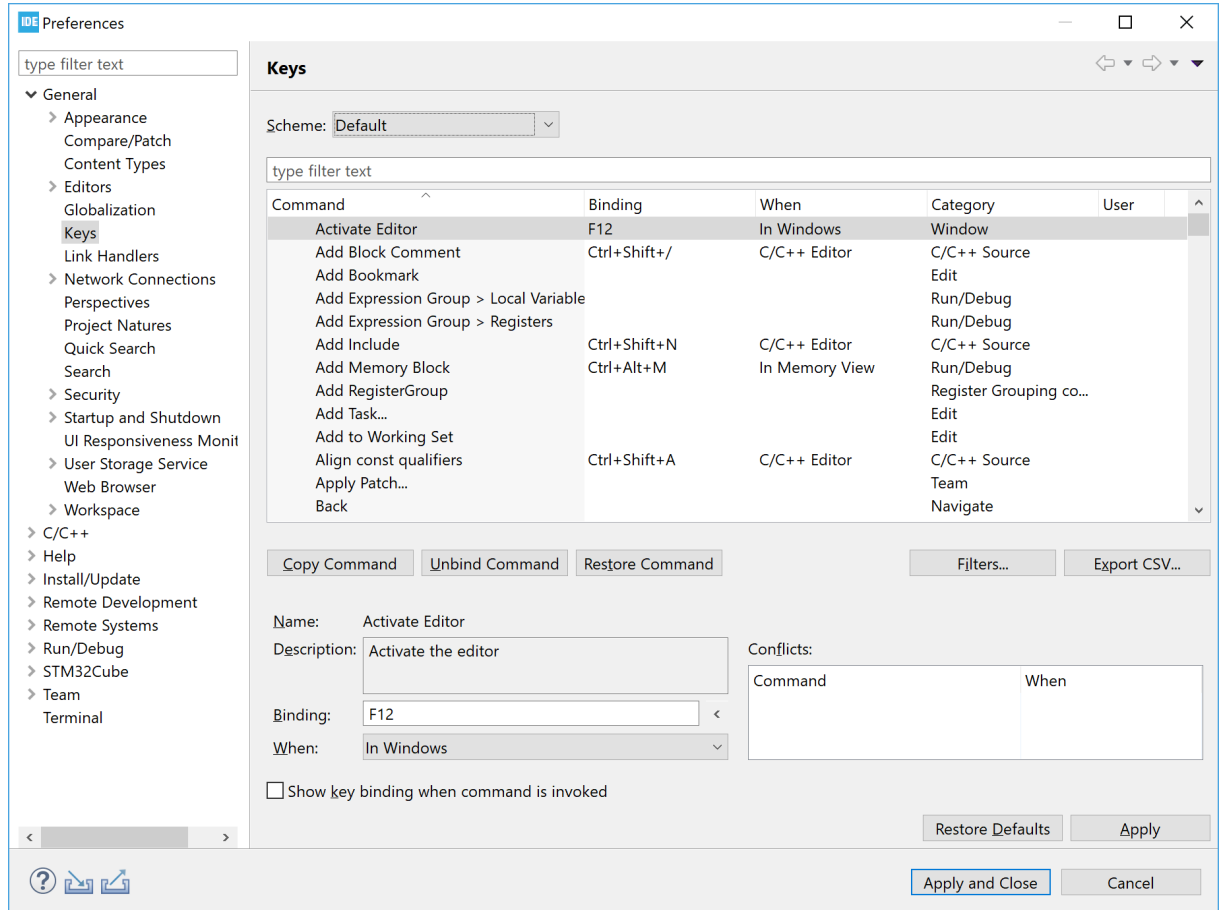 IDE Preferences
type filter text
General
Appearance
Compare/Patch
Content Types
Editors
Globalization
Keys
Link Handlers
Network Connections
Perspectives
Project Natures
Quick Search
Search
Security
Startup and Shutdown
UI Responsiveness Monit
User Storage Service
Web Browser
Workspace
C/C++
Help
Install/Update
Remote Development
Remote Systems
Run/Debug
STM32Cube
Team
Terminal
Keys
Scheme: Default
type filter text
Command Binding When Category User
Activate Editor F12 In Windows Window
Add Block Comment Ctrl+Shift+/ C/C++ Editor C/C++ Source
Add Bookmark Edit
Add Expression Group > Local Variable Run/Debug
Add Expression Group > Registers Run/Debug
Add Include Ctrl+Shift+N C/C++ Editor C/C++ Source
Add Memory Block Ctrl+Alt+M In Memory View Run/Debug
Add RegisterGroup Register Grouping co...
Add Task... Edit
Add to Working Set Edit
Align const qualifiers Ctrl+Shift+A C/C++ Editor C/C++ Source
Apply Patch... Team
Back Navigate
Copy Command Unbind Command Restore Command Filters... Export CSV...
Name: Activate Editor
Description: Activate the editor
Binding: F12
When: In Windows
Conflicts:
Command When
Show key binding when command is invoked
Restore Defaults Apply
? Apply and Close Cancel